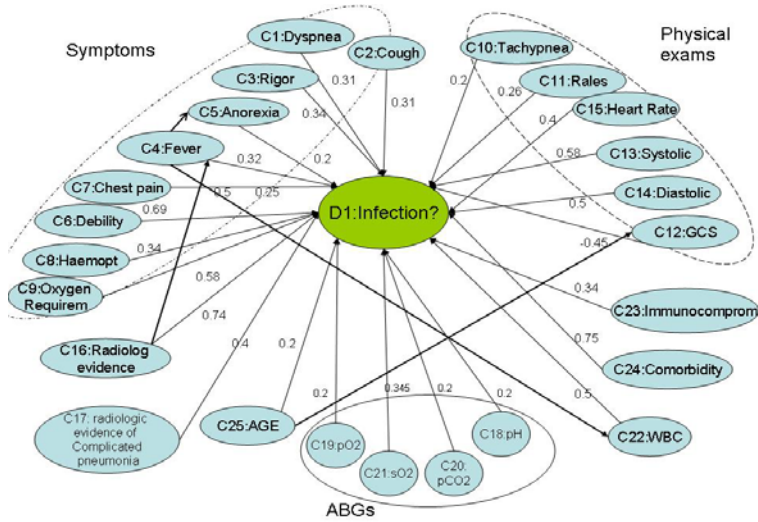 Symptoms
Physical
exams
C1:Dyspnea
C2:Cough
C10:Tachypnea
C3:Rigor
0.31
0.31
0.2
0.26
C11:Rales
C5:Anorexia
0.34
0.4
C15:Heart Rate
C4:Fever
0.32
0.2
0.58
C13:Systolic
C7:Chest pain
0.5
0.25
0.5
C14:Diastolic
C6:Debility
0.69
D1:Infection?
C12:GCS
-0.45
C8:Haemopt
0.34
C9:Oxygen
Requirem
0.58
0.34
C23:Immunocomprom
C16:Radiolog
evidence
0.74
0.4
0.2
0.75
C24:Comorbidity
C17: radiologic
evidence of
Complicated
pneumonia
C25:AGE
0.2
0.345
0.2
0.2
0.5
C22:WBC
C19:pO2
C21:sO2
C20:
pCO2
C18:pH
ABGs